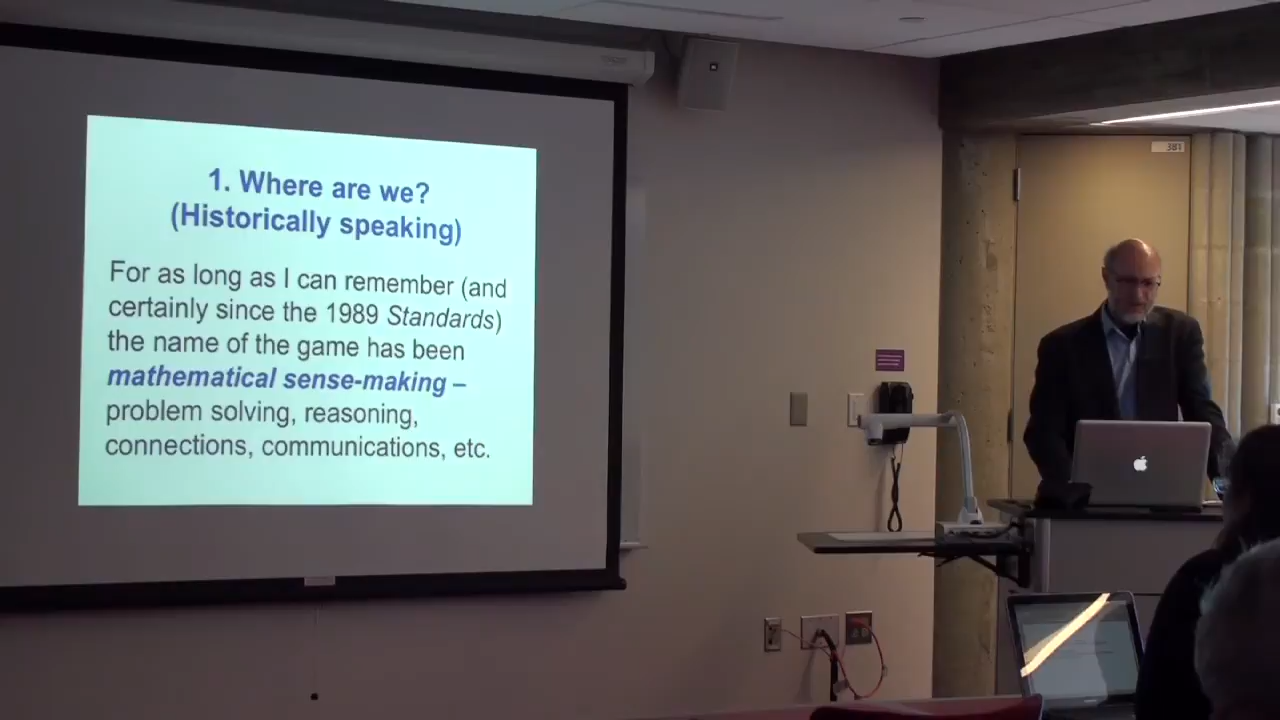 1. Where are we?
(Historically speaking)
For as long as I can remember (and
certainly since the 1989 Standards)
the name of the game has been
mathematical sense-making –
problem solving, reasoning,
connections, communications, etc.
381